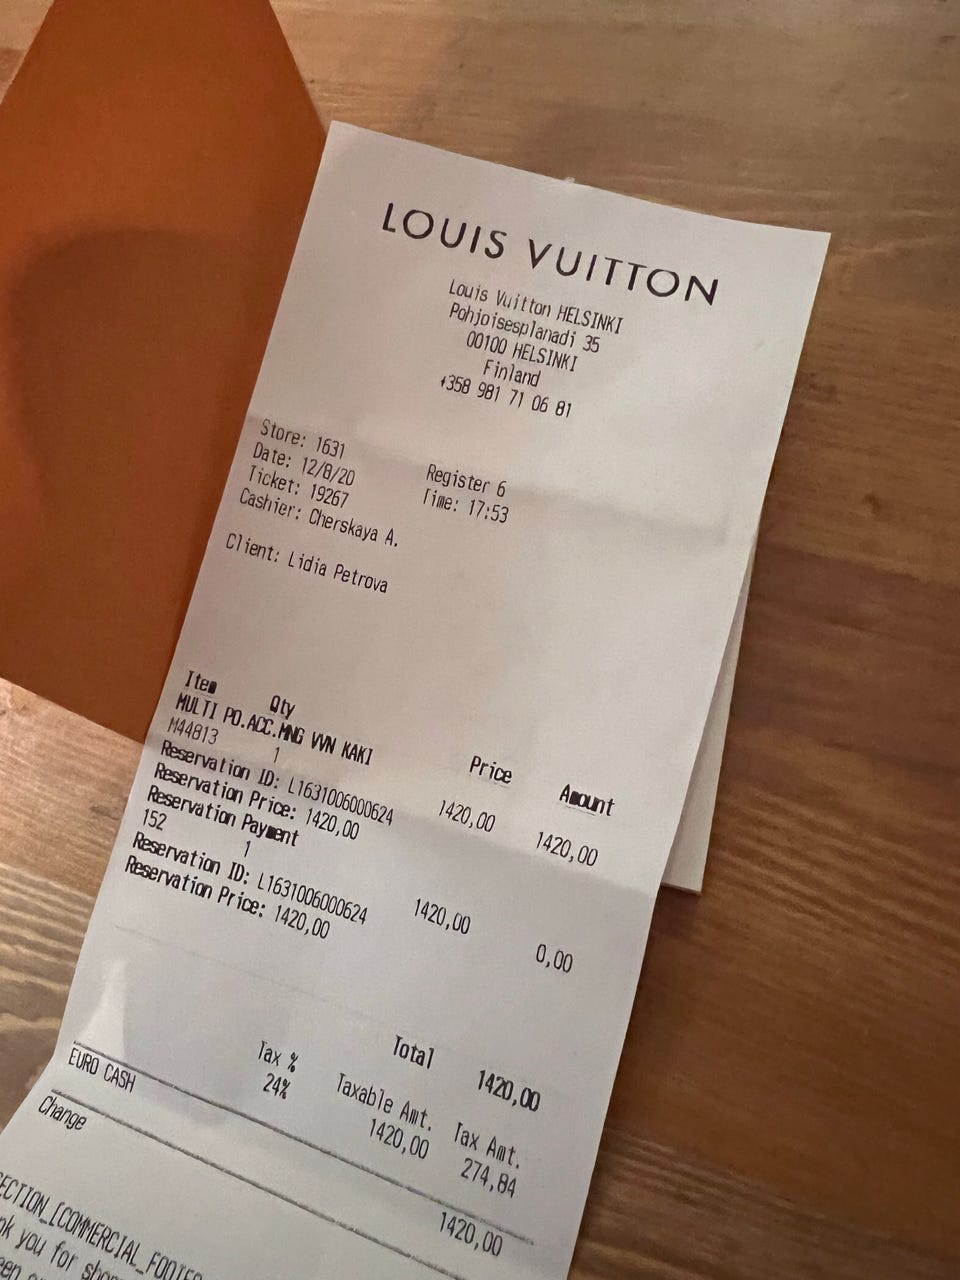 LOUIS VUITTON
Louis Vuitton HELSINKI
Pohjoisesplanadi 35
00100 HELSINKI
Finland
+358 981 71 06 81
Store: 1631
Date: 12/8/20 Register 6
Ticket: 19267 Time: 17:53
Cashier: Cherskaya A.
Client: Lidia Petrova
Item Qty Price Amount
MULTI PO.ACC.MNG VVN KAKI
M44813 1 1420,00 1420,00
Reservation ID: L1631006000624
Reservation Price: 1420,00
Reservation Payment
152 1 1420,00 0,00
Reservation ID: L1631006000624
Reservation Price: 1420,00
Total 1420,00
Tax % Taxable Amt. Tax Amt.
24% 1420,00 274,84
EURO CASH 1420,00
Change
you for